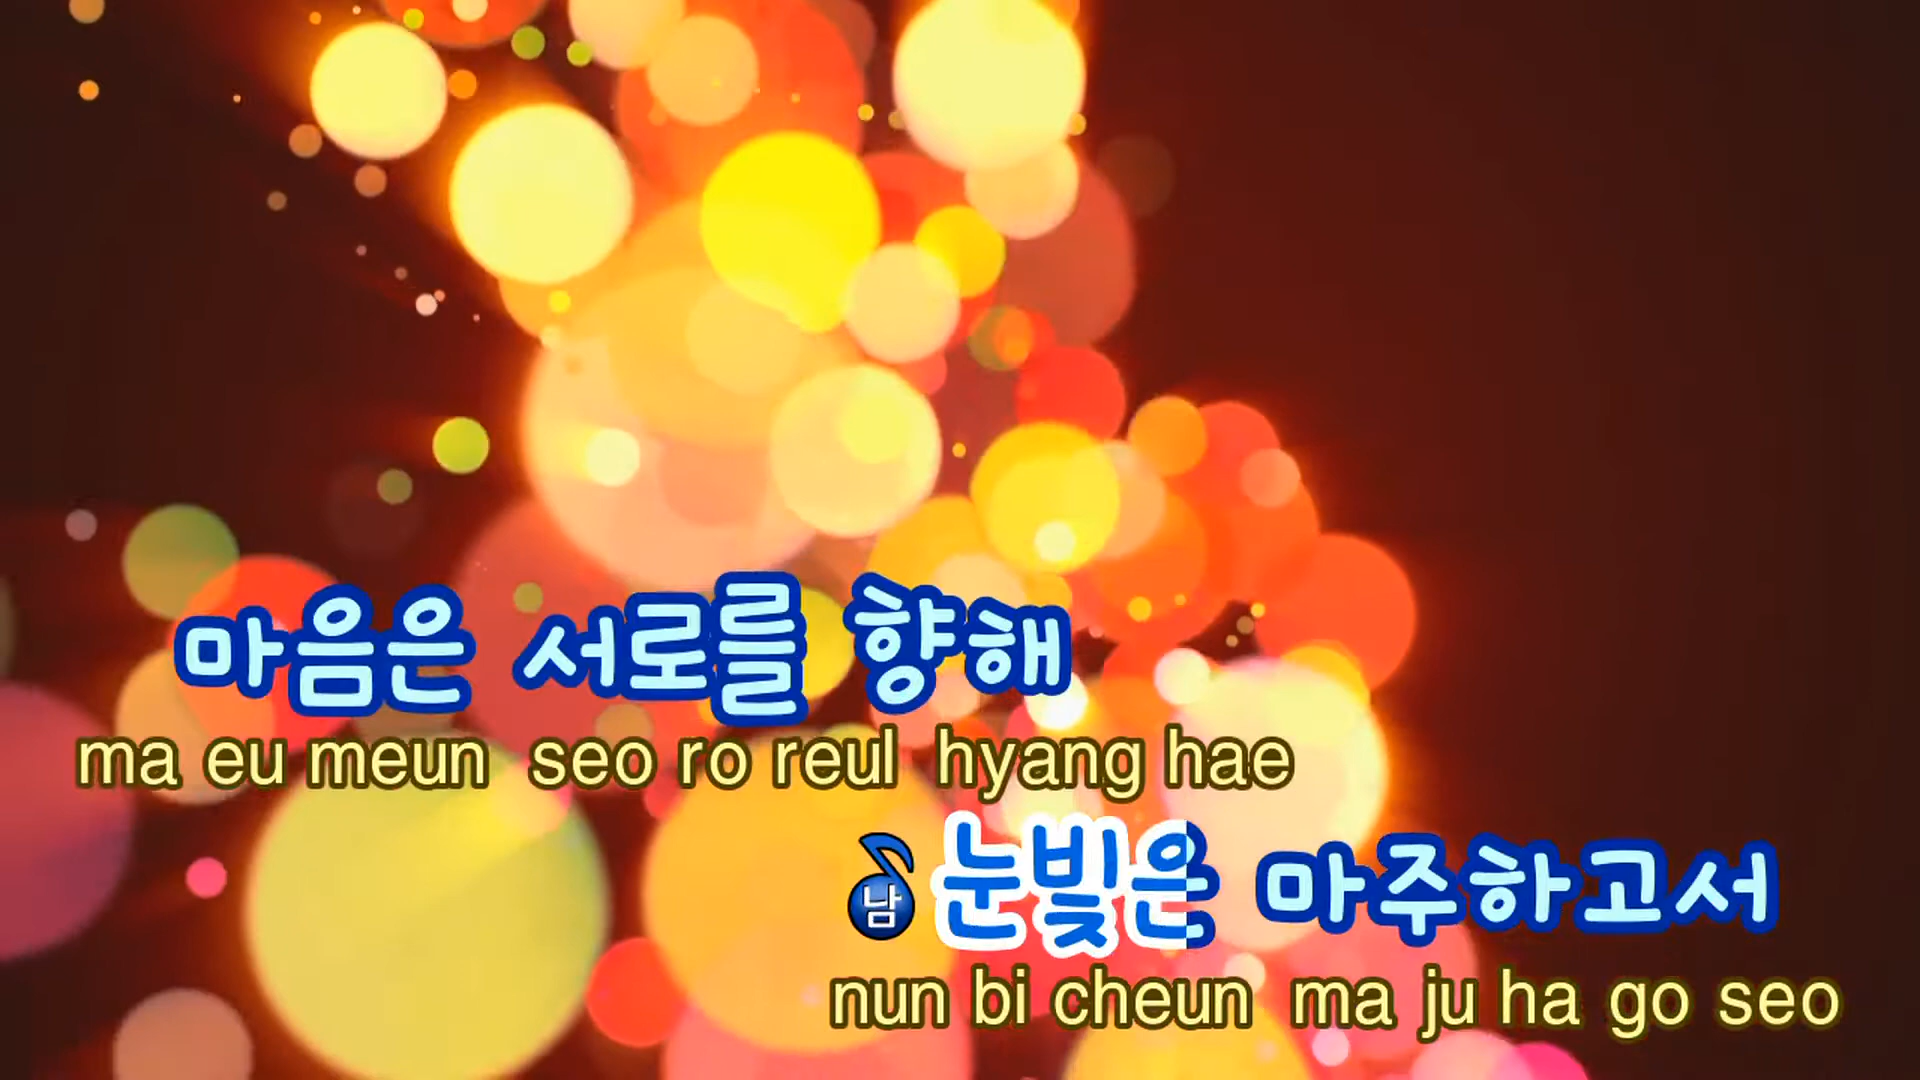 마음은 서로를 향해
ma eu meun seo ro reul hyang hae
남 눈빛은 마주하고서
nun bi cheun ma ju ha go seo